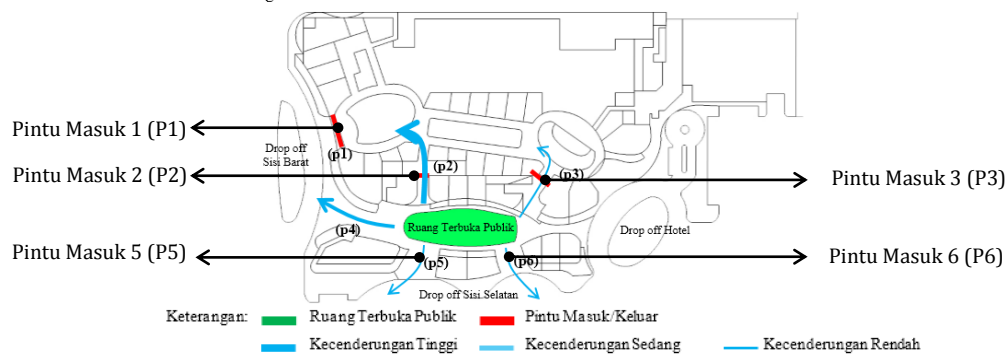 Pintu Masuk 1 (P1)
Drop off
Sisi Barat
(p1)
Pintu Masuk 2 (P2)
(p2)
(p3)
Pintu Masuk 3 (P3)
(p4)
Ruang Terbuka Publik
Drop off Hotel
Pintu Masuk 5 (P5)
(p5)
(p6)
Pintu Masuk 6 (P6)
Drop off Sisi Selatan
Keterangan:
Ruang Terbuka Publik
Pintu Masuk/Keluar
Kecenderungan Tinggi
Kecenderungan Sedang
Kecenderungan Rendah